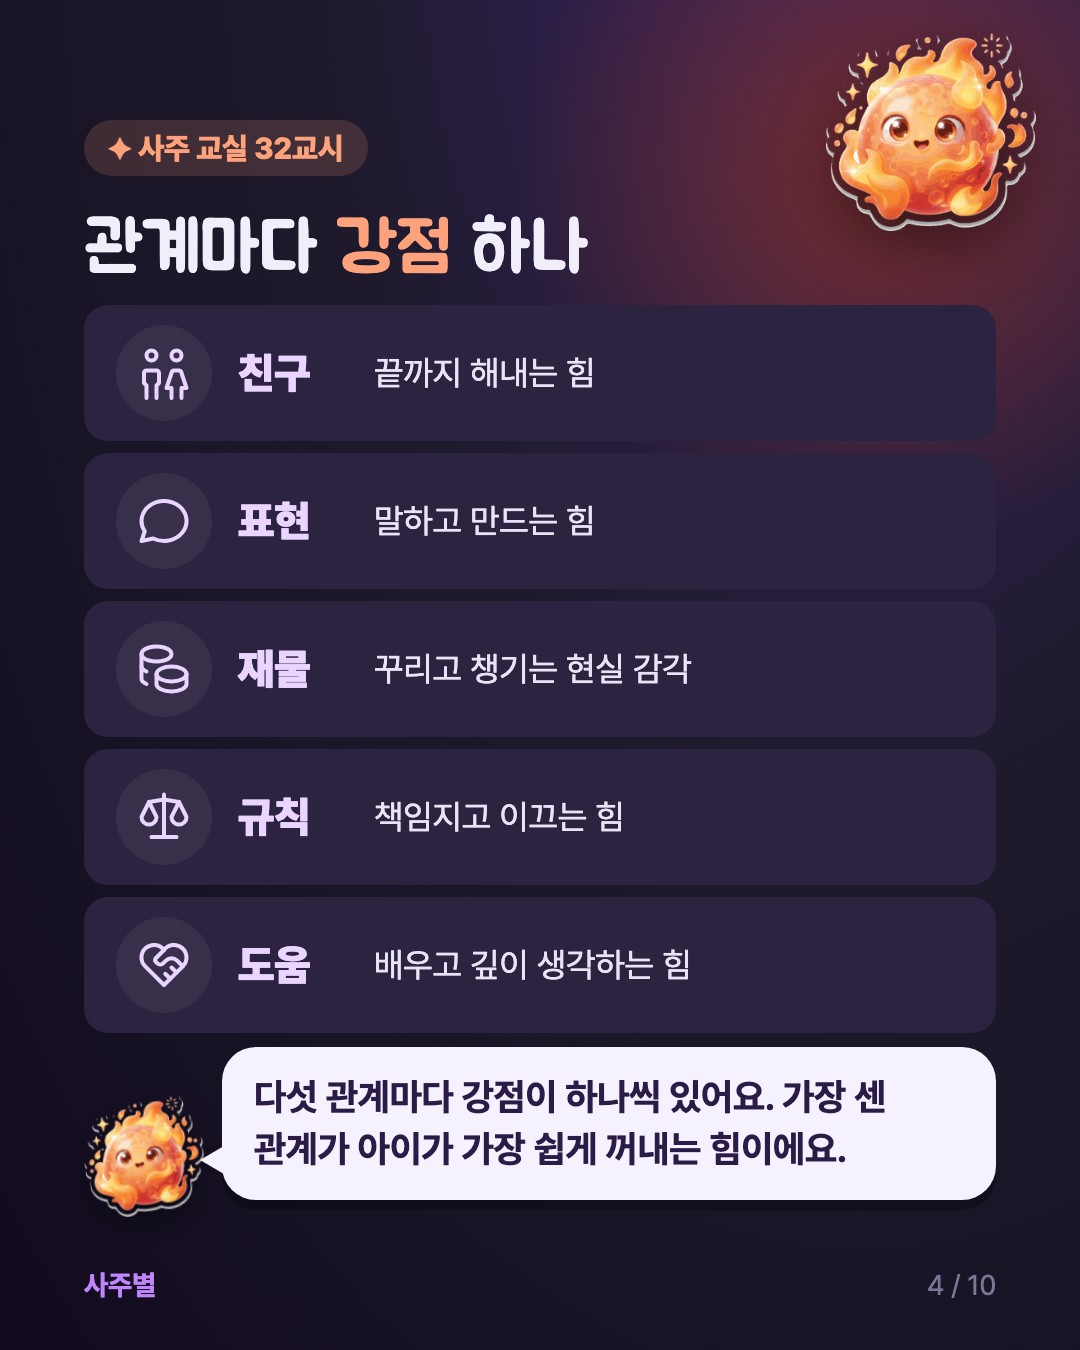 사주 교실 32교시
관계마다 강점 하나
친구 끝까지 해내는 힘
표현 말하고 만드는 힘
재물 꾸리고 챙기는 현실 감각
규칙 책임지고 이끄는 힘
도움 배우고 깊이 생각하는 힘
다섯 관계마다 강점이 하나씩 있어요. 가장 센
관계가 아이가 가장 쉽게 꺼내는 힘이에요.
사주별
4 / 10